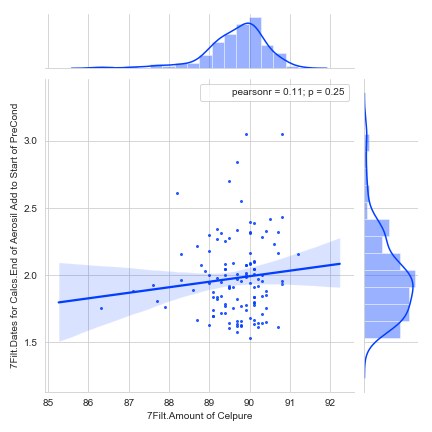 pearsonr = 0.11; p = 0.25
7Filt.Dates for Calcs.End of Aerosil Add to Start of PreCond
3.0
2.5
2.0
1.5
85 86 87 88 89 90 91 92
7Filt.Amount of Celpure